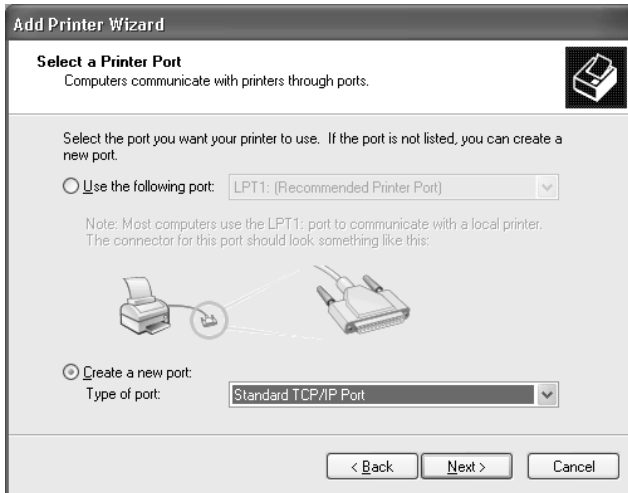 Add Printer Wizard
Select a Printer Port
Computers communicate with printers through ports.
Select the port you want your printer to use. If the port is not listed, you can create a
new port.
Use the following port:
LPT1: (Recommended Printer Port)
Note: Most computers use the LPT1: port to communicate with a local printer.
The connector for this port should look something like this:
Create a new port:
Type of port:
Standard TCP/IP Port
< Back
Next >
Cancel